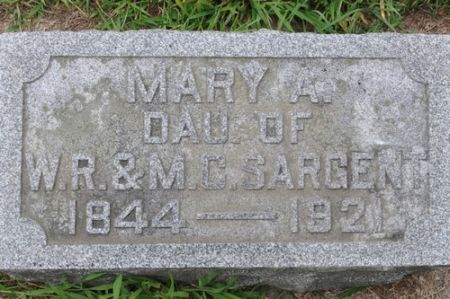 MARY A.
DAU. OF
W.R. & M.C. SARGENT
1844 — 1921